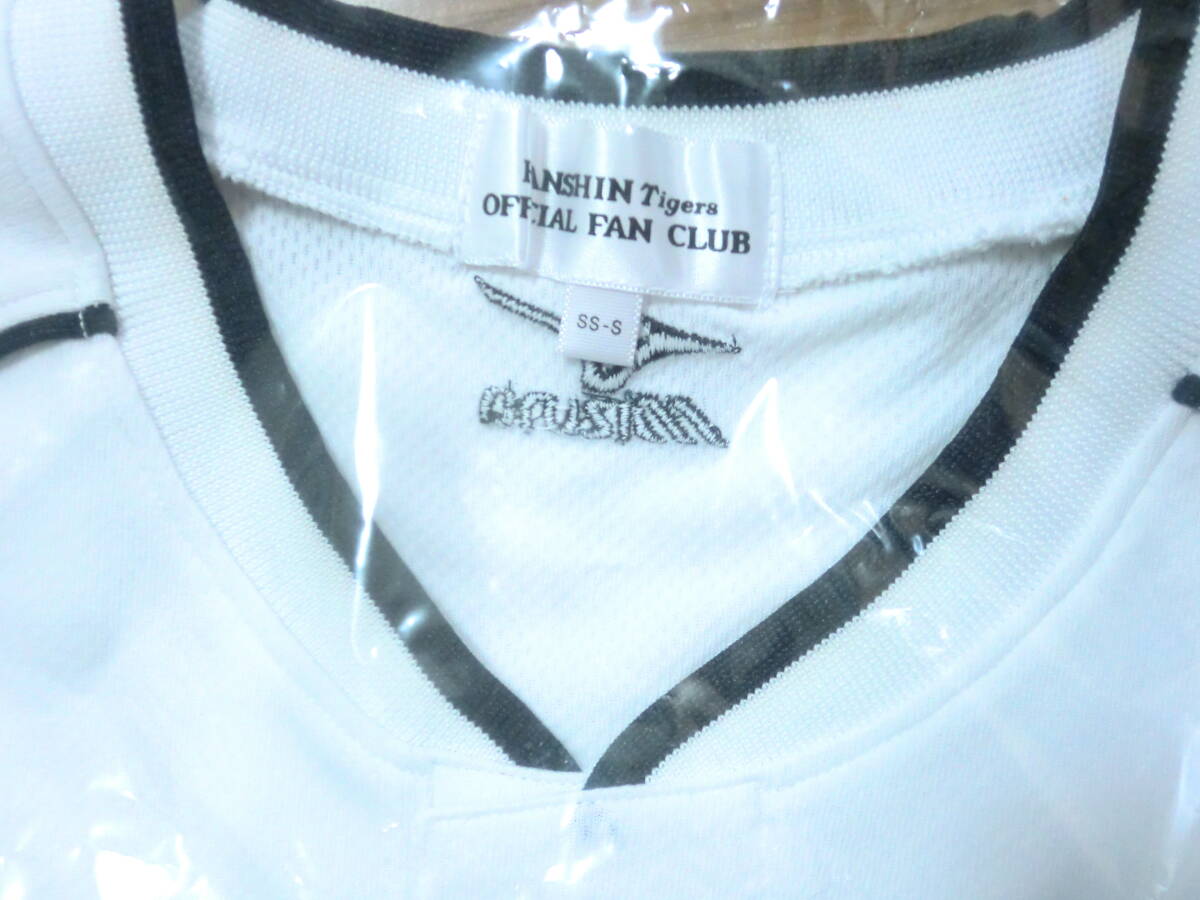 HANSHIN Tigers
OFFICIAL FAN CLUB
SS-S